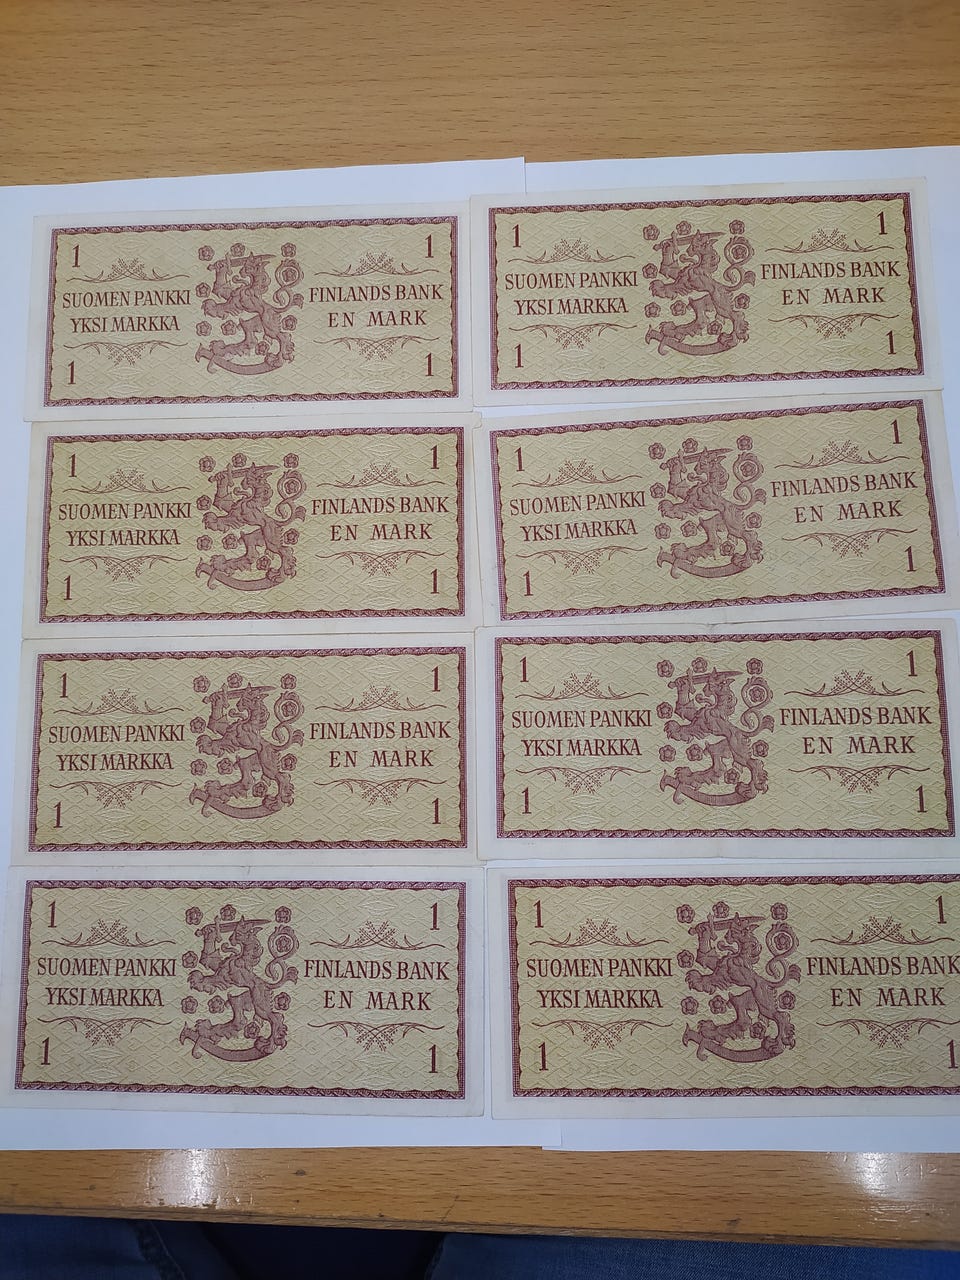 1 1
SUOMEN PANKKI FINLANDS BANK
YKSI MARKKA EN MARK
1 1
1 1
SUOMEN PANKKI FINLANDS BANK
YKSI MARKKA EN MARK
1 1
1 1
SUOMEN PANKKI FINLANDS BANK
YKSI MARKKA EN MARK
1 1
1 1
SUOMEN PANKKI FINLANDS BANK
YKSI MARKKA EN MARK
1 1
1 1
SUOMEN PANKKI FINLANDS BANK
YKSI MARKKA EN MARK
1 1
1 1
SUOMEN PANKKI FINLANDS BANK
YKSI MARKKA EN MARK
1 1
1 1
SUOMEN PANKKI FINLANDS BANK
YKSI MARKKA EN MARK
1 1
1 1
SUOMEN PANKKI FINLANDS BANK
YKSI MARKKA EN MARK
1 1